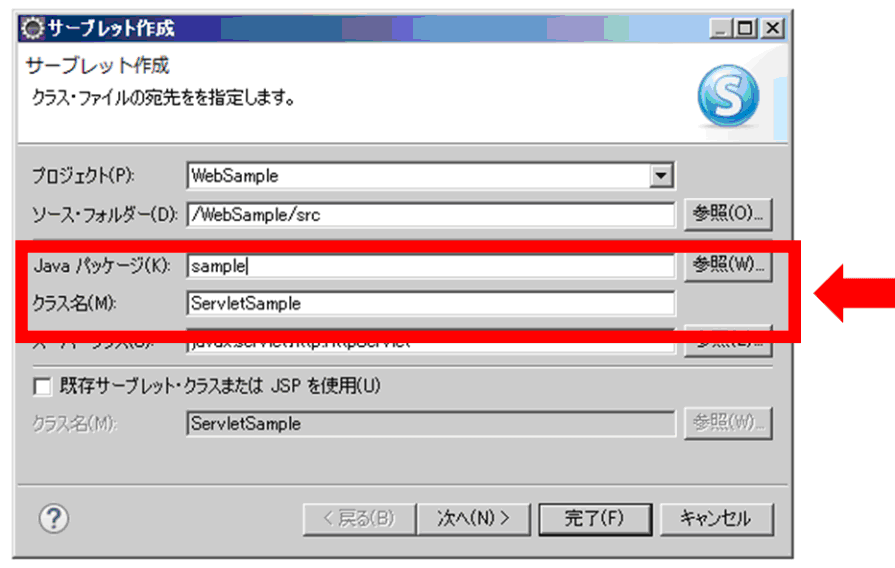 サーブレット作成
サーブレット作成
クラス・ファイルの宛先をを指定します。
プロジェクト(P): WebSample
ソース・フォルダー(D): /WebSample/src 参照(O)...
Java パッケージ(K): sample 参照(W)...
クラス名(M): ServletSample
既存サーブレット・クラスまたは JSP を使用(U)
クラス名(M): ServletSample 参照(W)...
? < 戻る(B) 次へ(N) > 完了(F) キャンセル